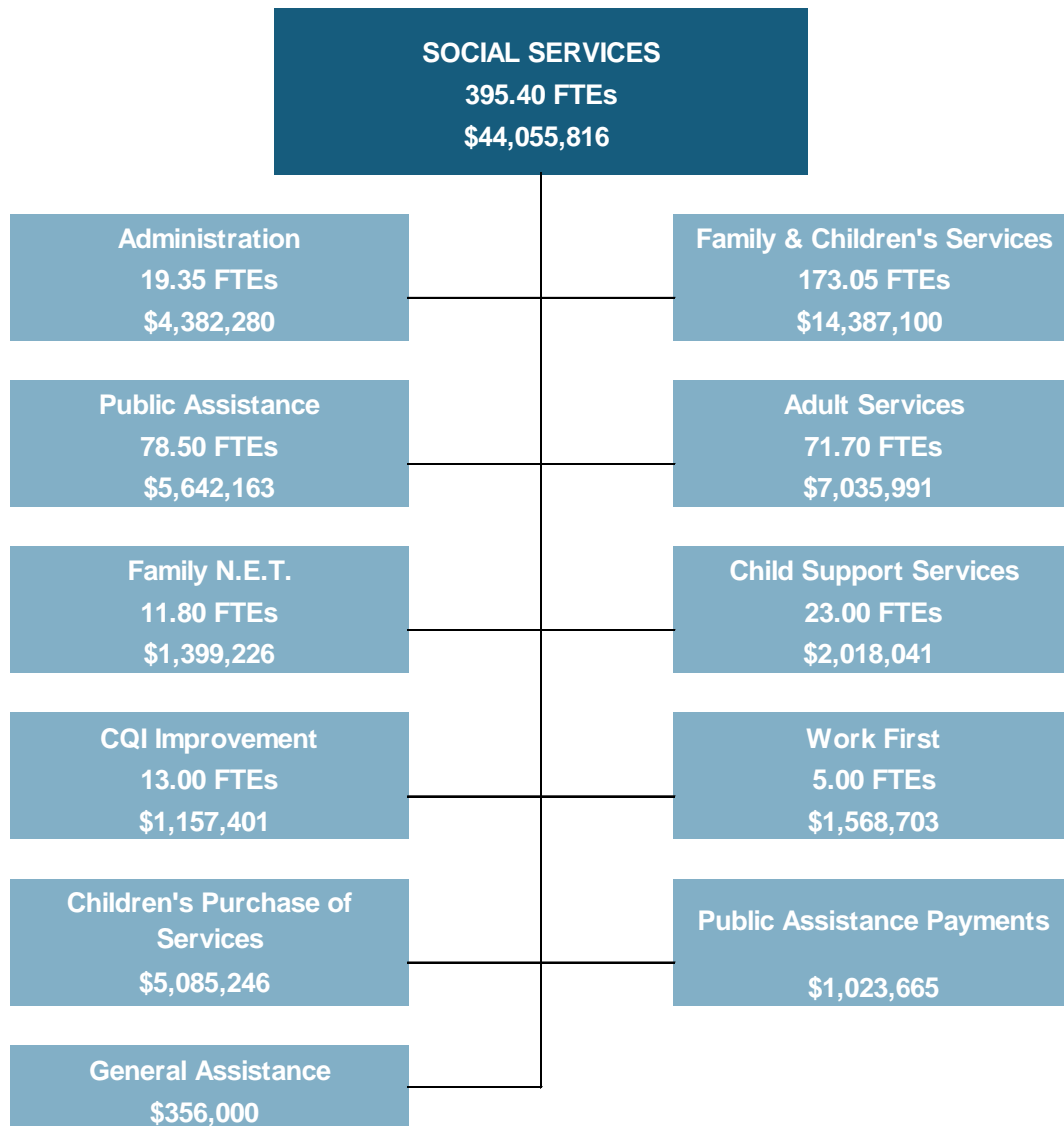 SOCIAL SERVICES
395.40 FTEs
$44,055,816
Administration
19.35 FTEs
$4,382,280
Family & Children's Services
173.05 FTEs
$14,387,100
Public Assistance
78.50 FTEs
$5,642,163
Adult Services
71.70 FTEs
$7,035,991
Family N.E.T.
11.80 FTEs
$1,399,226
Child Support Services
23.00 FTEs
$2,018,041
CQI Improvement
13.00 FTEs
$1,157,401
Work First
5.00 FTEs
$1,568,703
Children's Purchase of
Services
$5,085,246
Public Assistance Payments
$1,023,665
General Assistance
$356,000